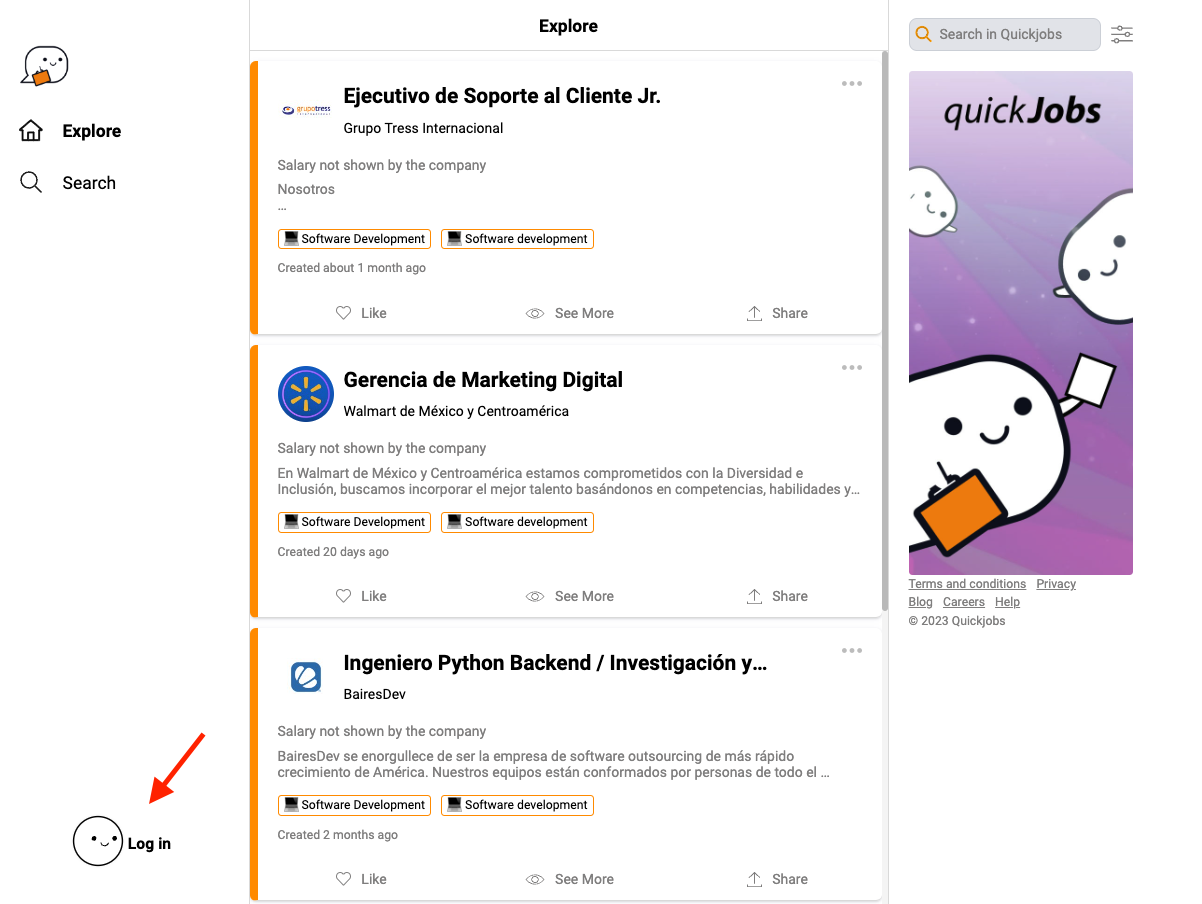 Explore
Search
Log in
Explore
Ejecutivo de Soporte al Cliente Jr.
grupotress
Grupo Tress Internacional
Salary not shown by the company
Nosotros
...
Software Development
Software development
Created about 1 month ago
Like
See More
Share
Gerencia de Marketing Digital
Walmart de México y Centroamérica
Salary not shown by the company
En Walmart de México y Centroamérica estamos comprometidos con la Diversidad e
Inclusión, buscamos incorporar el mejor talento basándonos en competencias, habilidades y...
Software Development
Software development
Created 20 days ago
Like
See More
Share
Ingeniero Python Backend / Investigación y...
BairesDev
Salary not shown by the company
BairesDev se enorgullece de ser la empresa de software outsourcing de más rápido
crecimiento de América. Nuestros equipos están conformados por personas de todo el ...
Software Development
Software development
Created 2 months ago
Like
See More
Share
Search in Quickjobs
quickJobs
Terms and conditions Privacy
Blog Careers Help
© 2023 Quickjobs